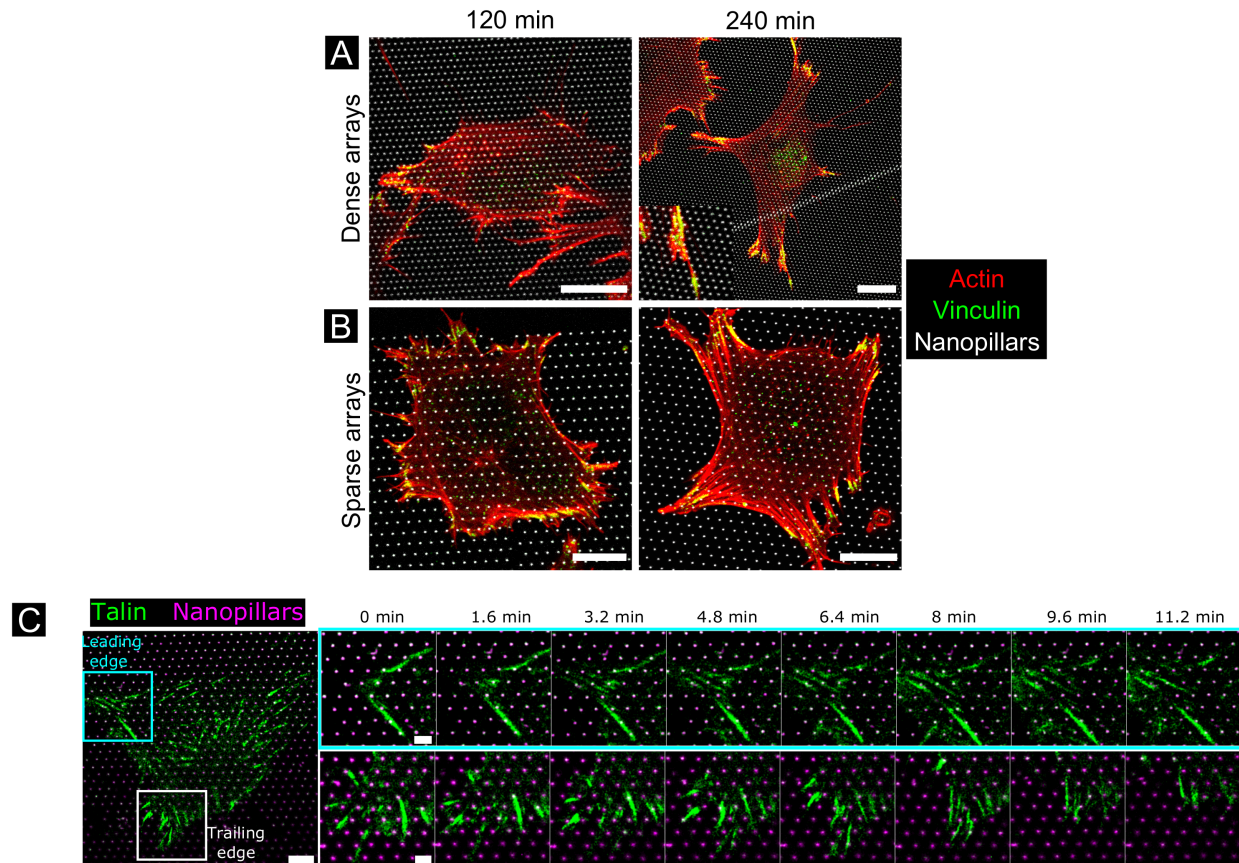 120 min 240 min
A
Dense arrays
Actin
Vinculin
Nanopillars
B
Sparse arrays
C
Talin Nanopillars
0 min 1.6 min 3.2 min 4.8 min 6.4 min 8 min 9.6 min 11.2 min
Leading
edge
Trailing
edge